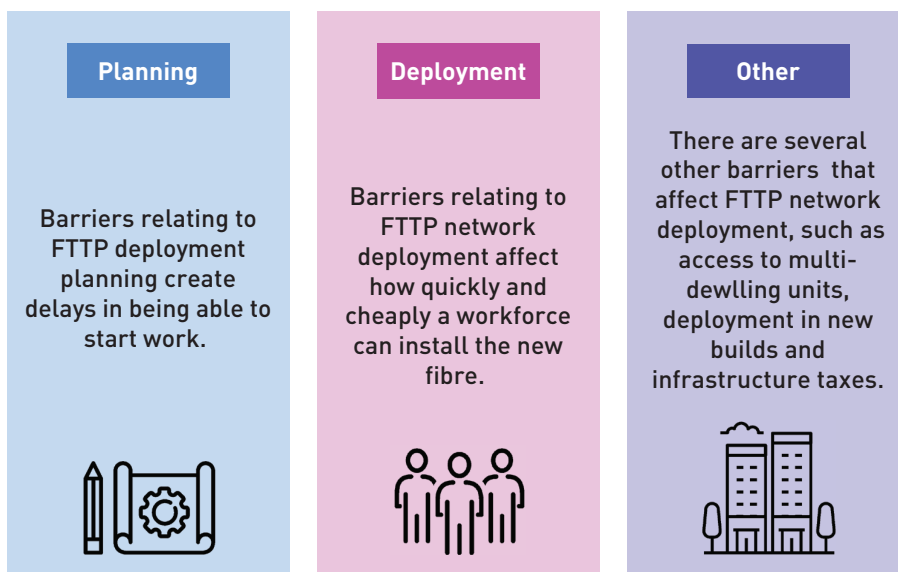 Planning
Barriers relating to
FTTP deployment
planning create
delays in being able to
start work.
Deployment
Barriers relating to
FTTP network
deployment affect
how quickly and
cheaply a workforce
can install the new
fibre.
Other
There are several
other barriers that
affect FTTP network
deployment, such as
access to multi-
dewlling units,
deployment in new
builds and
infrastructure taxes.